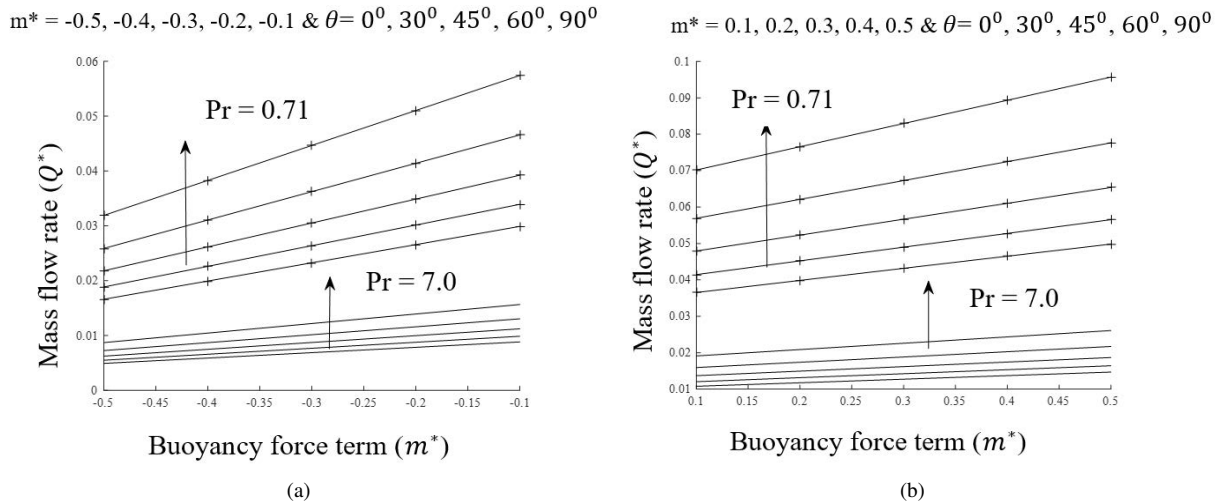 m* = -0.5, -0.4, -0.3, -0.2, -0.1 & θ= 0⁰, 30⁰, 45⁰, 60⁰, 90⁰
0.06
0.05
0.04
0.03
0.02
0.01
0
Mass flow rate (Q*)
Pr = 0.71
Pr = 7.0
-0.5 -0.45 -0.4 -0.35 -0.3 -0.25 -0.2 -0.15 -0.1
Buoyancy force term (m*)
(a)
m* = 0.1, 0.2, 0.3, 0.4, 0.5 & θ= 0⁰, 30⁰, 45⁰, 60⁰, 90⁰
0.1
0.09
0.08
0.07
0.06
0.05
0.04
0.03
0.02
0.01
Mass flow rate (Q*)
Pr = 0.71
Pr = 7.0
0.1 0.15 0.2 0.25 0.3 0.35 0.4 0.45 0.5
Buoyancy force term (m*)
(b)